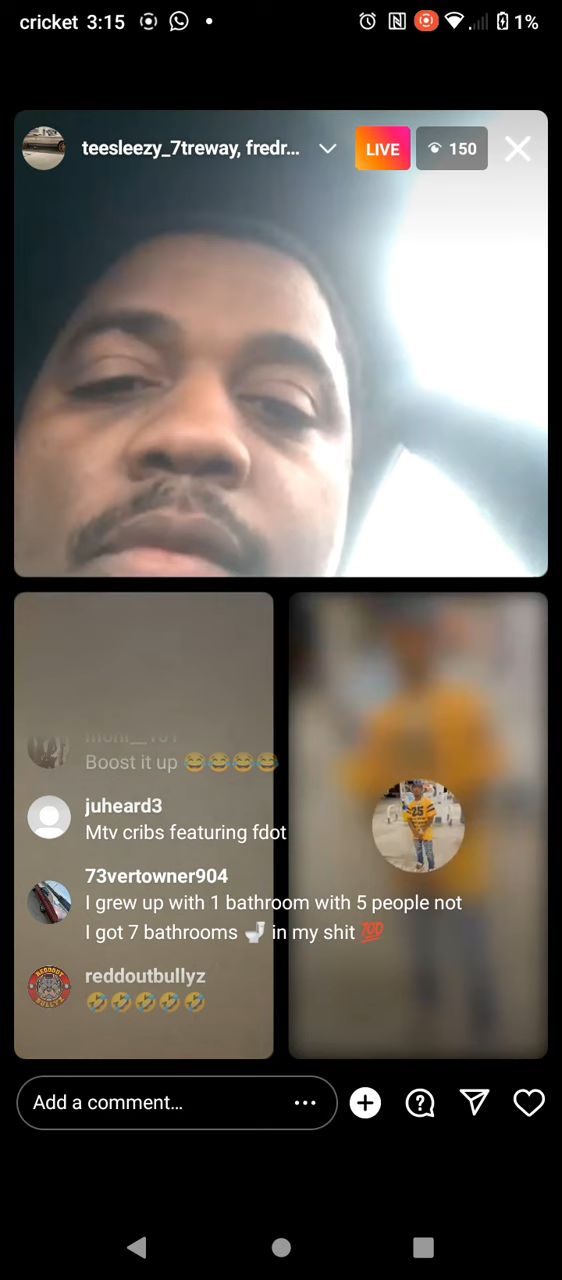 cricket 3:15 1%
teesleezy_7treway, fredr... LIVE 150
Boost it up 😂😂😂😂
juheard3
Mtv cribs featuring fdot
73vertowner904
I grew up with 1 bathroom with 5 people not
I got 7 bathrooms 🚽 in my shit 💯
25
reddoutbullyz
🤣🤣🤣🤣🤣
Add a comment...